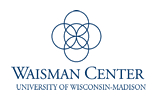 WAISMAN CENTER
UNIVERSITY OF WISCONSIN-MADISON